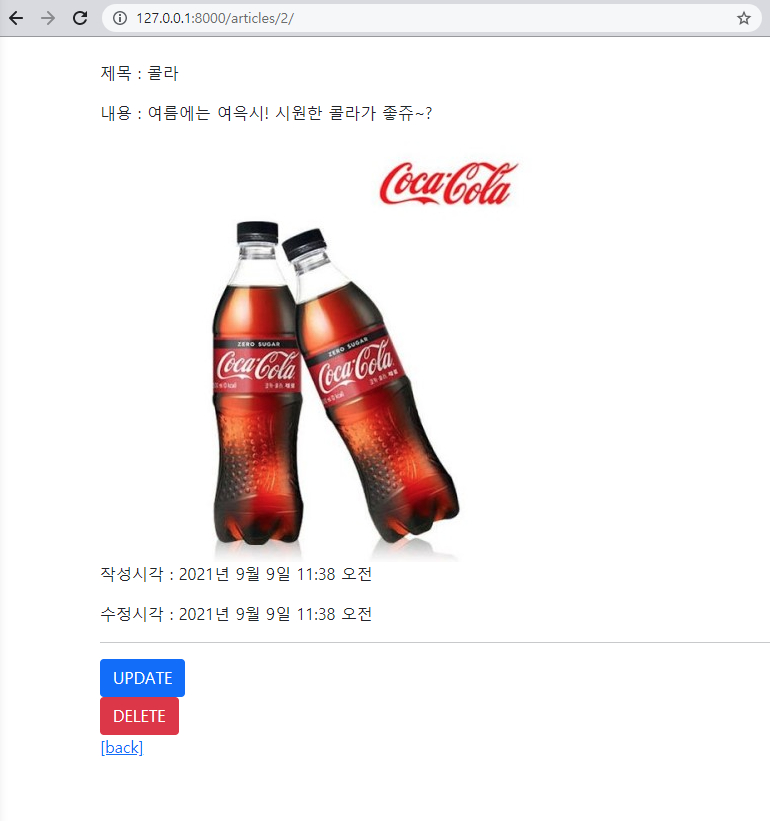 127.0.0.1:8000/articles/2/
제목 : 콜라
내용 : 여름에는 여윽시! 시원한 콜라가 좋쥬~?
Coca-Cola
ZERO SUGAR
Coca-Cola
ZERO SUGAR
Coca-Cola
작성시각 : 2021년 9월 9일 11:38 오전
수정시각 : 2021년 9월 9일 11:38 오전
UPDATE
DELETE
[back]